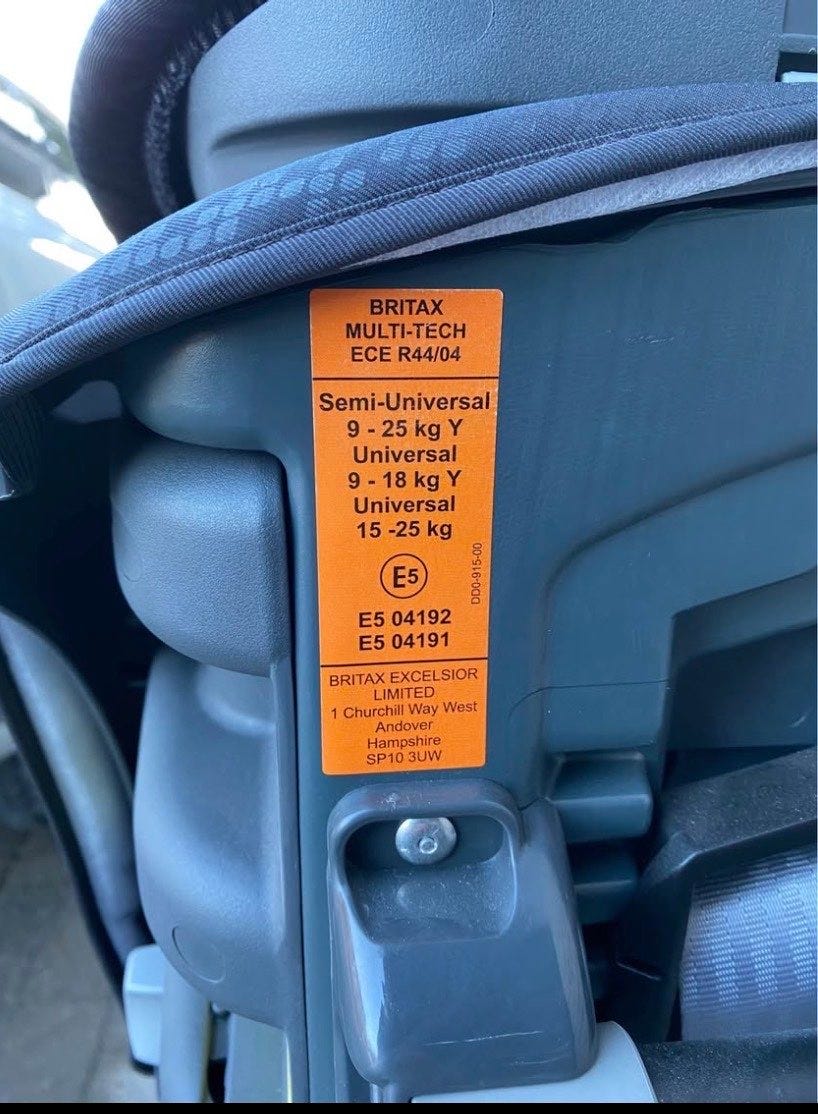 BRITAX
MULTI-TECH
ECE R44/04
Semi-Universal
9 - 25 kg Y
Universal
9 - 18 kg Y
Universal
15 -25 kg
E5
DD0-915-00
E5 04192
E5 04191
BRITAX EXCELSIOR
LIMITED
1 Churchill Way West
Andover
Hampshire
SP10 3UW